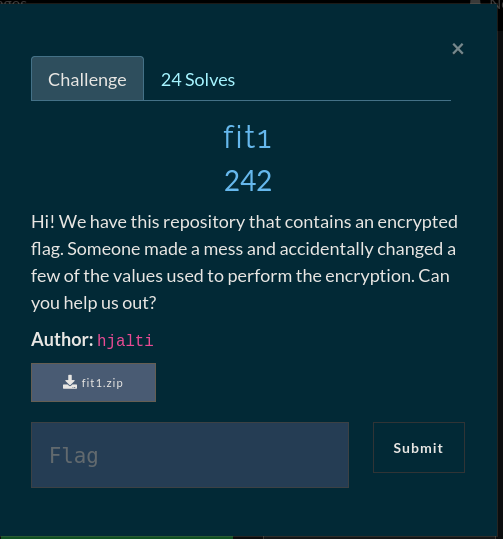 ×
Challenge 24 Solves
fit1
242
Hi! We have this repository that contains an encrypted
flag. Someone made a mess and accidentally changed a
few of the values used to perform the encryption. Can
you help us out?
Author: hjalti
fit1.zip
Flag Submit